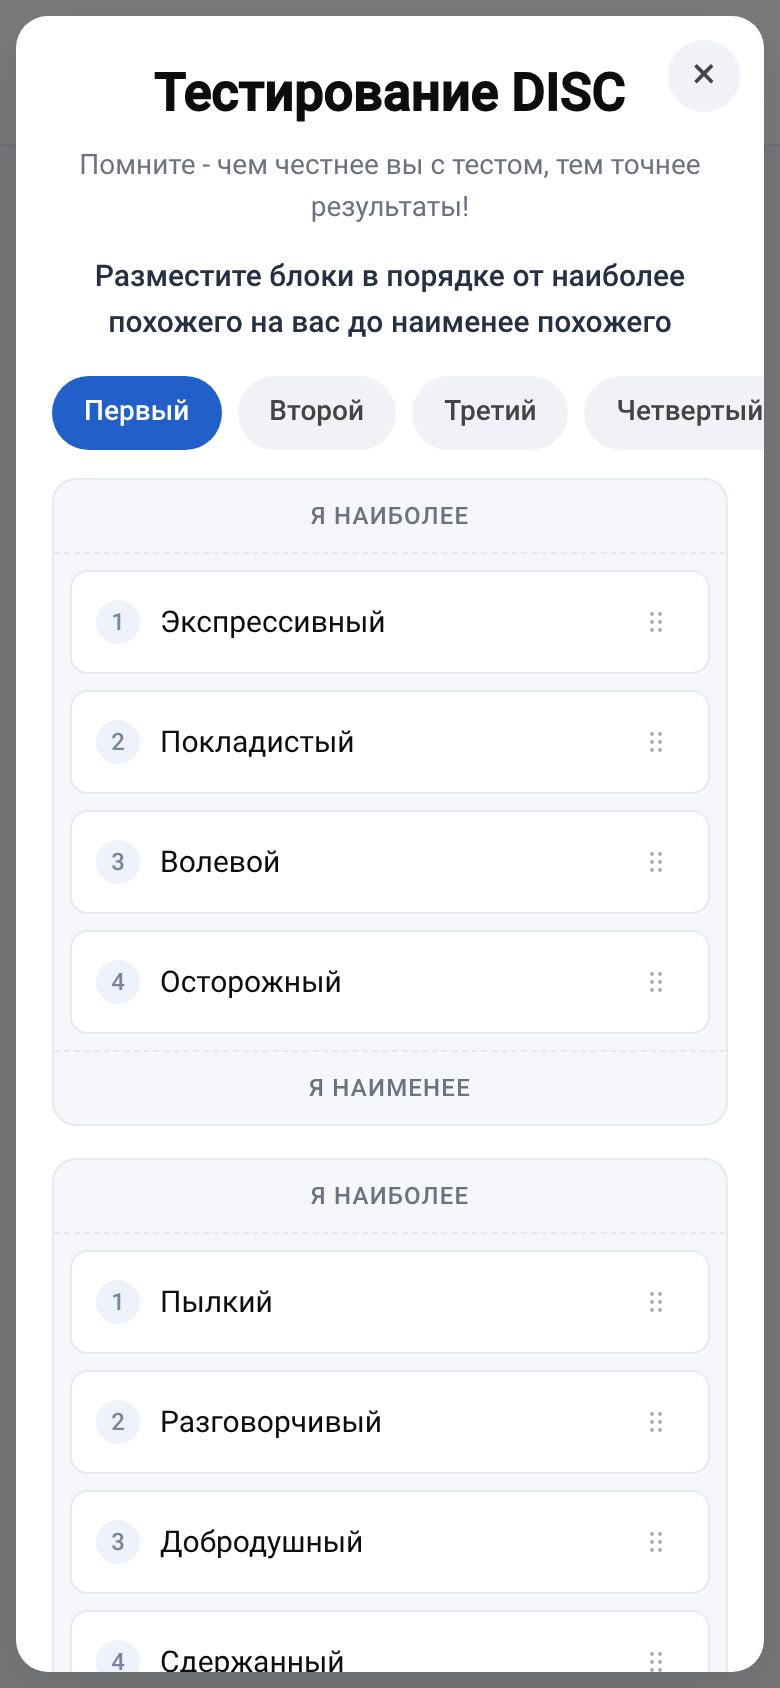 Тестирование DISC
×
Помните - чем честнее вы с тестом, тем точнее
результаты!
Разместите блоки в порядке от наиболее
похожего на вас до наименее похожего
Первый Второй Третий Четвертый
Я НАИБОЛЕЕ
1 Экспрессивный
2 Покладистый
3 Волевой
4 Осторожный
Я НАИМЕНЕЕ
Я НАИБОЛЕЕ
1 Пылкий
2 Разговорчивый
3 Добродушный
4 Сдержанный